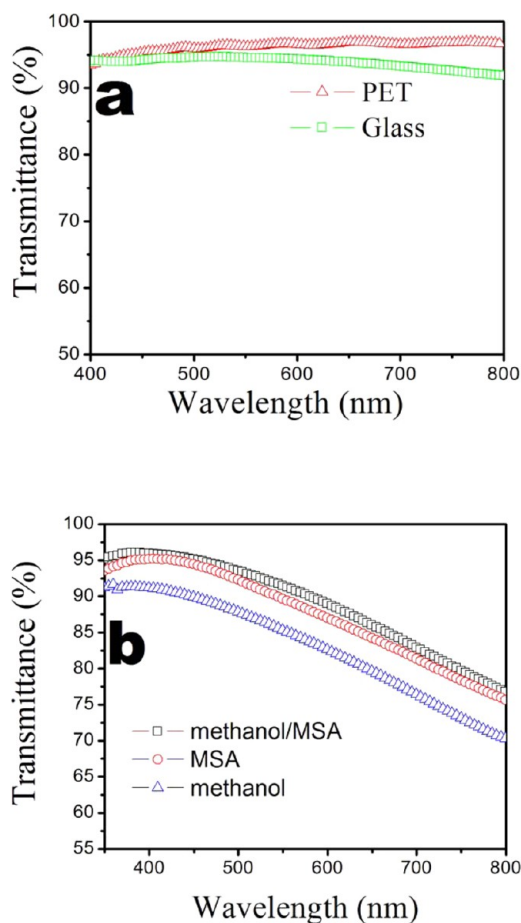 100
90
80
70
60
50
Transmittance (%)
a
PET
Glass
400 500 600 700 800
Wavelength (nm)
100
95
90
85
80
75
70
65
60
55
Transmittance (%)
b
methanol/MSA
MSA
methanol
400 500 600 700 800
Wavelength (nm)